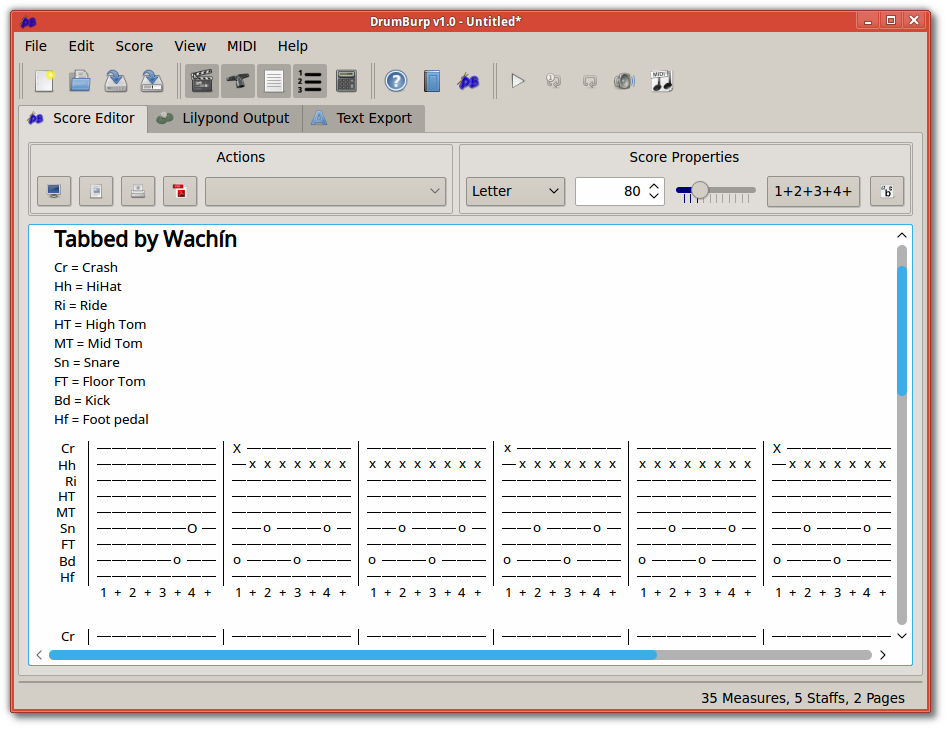 DrumBurp v1.0 - Untitled*
File Edit Score View MIDI Help
Score Editor Lilypond Output Text Export
Actions Score Properties
Letter 80 1+2+3+4+
Tabbed by Wachín
Cr = Crash
Hh = HiHat
Ri = Ride
HT = High Tom
MT = Mid Tom
Sn = Snare
FT = Floor Tom
Bd = Kick
Hf = Foot pedal
Cr | ———————— | X ——————— | ———————— | x ——————— | ———————— | X ———————
Hh | ———————— | — x x x x x x x | x x x x x x x x | — x x x x x x x | x x x x x x x x | — x x x x x x x
Ri | ———————— | ———————— | ———————— | ———————— | ———————— | ————————
HT | ———————— | ———————— | ———————— | ———————— | ———————— | ————————
MT | ———————— | ———————— | ———————— | ———————— | ———————— | ————————
Sn | —————— O — | —— o ——— o — | —— o ——— o — | —— o ——— o — | —— o ——— o — | —— o ——— o —
FT | ———————— | ———————— | ———————— | ———————— | ———————— | ————————
Bd | ————— o —— | o ——— o ——— | o ——— o ——— | o ——— o ——— | o ——— o ——— | o ——— o ———
Hf | ———————— | ———————— | ———————— | ———————— | ———————— | ————————
1 + 2 + 3 + 4 + 1 + 2 + 3 + 4 + 1 + 2 + 3 + 4 + 1 + 2 + 3 + 4 + 1 + 2 + 3 + 4 + 1 + 2 + 3 + 4 +
Cr | ———————— | ———————— | ———————— | ———————— | ———————— | ————————
35 Measures, 5 Staffs, 2 Pages